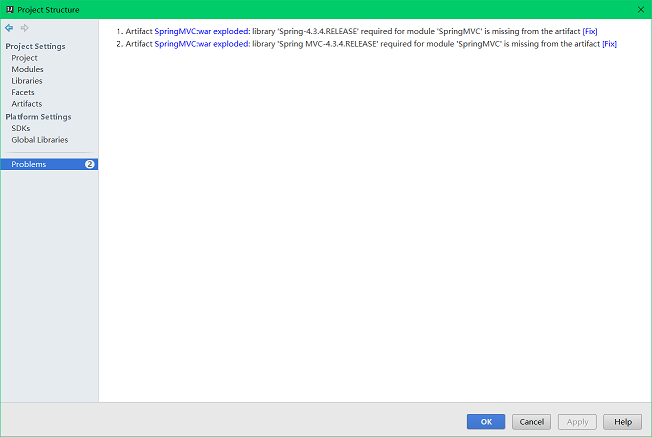 Project Structure
Project Settings
Project
Modules
Libraries
Facets
Artifacts
Platform Settings
SDKs
Global Libraries
Problems 2
1. Artifact SpringMVC:war exploded: library 'Spring-4.3.4.RELEASE' required for module 'SpringMVC' is missing from the artifact [Fix]
2. Artifact SpringMVC:war exploded: library 'Spring MVC-4.3.4.RELEASE' required for module 'SpringMVC' is missing from the artifact [Fix]
OK Cancel Apply Help